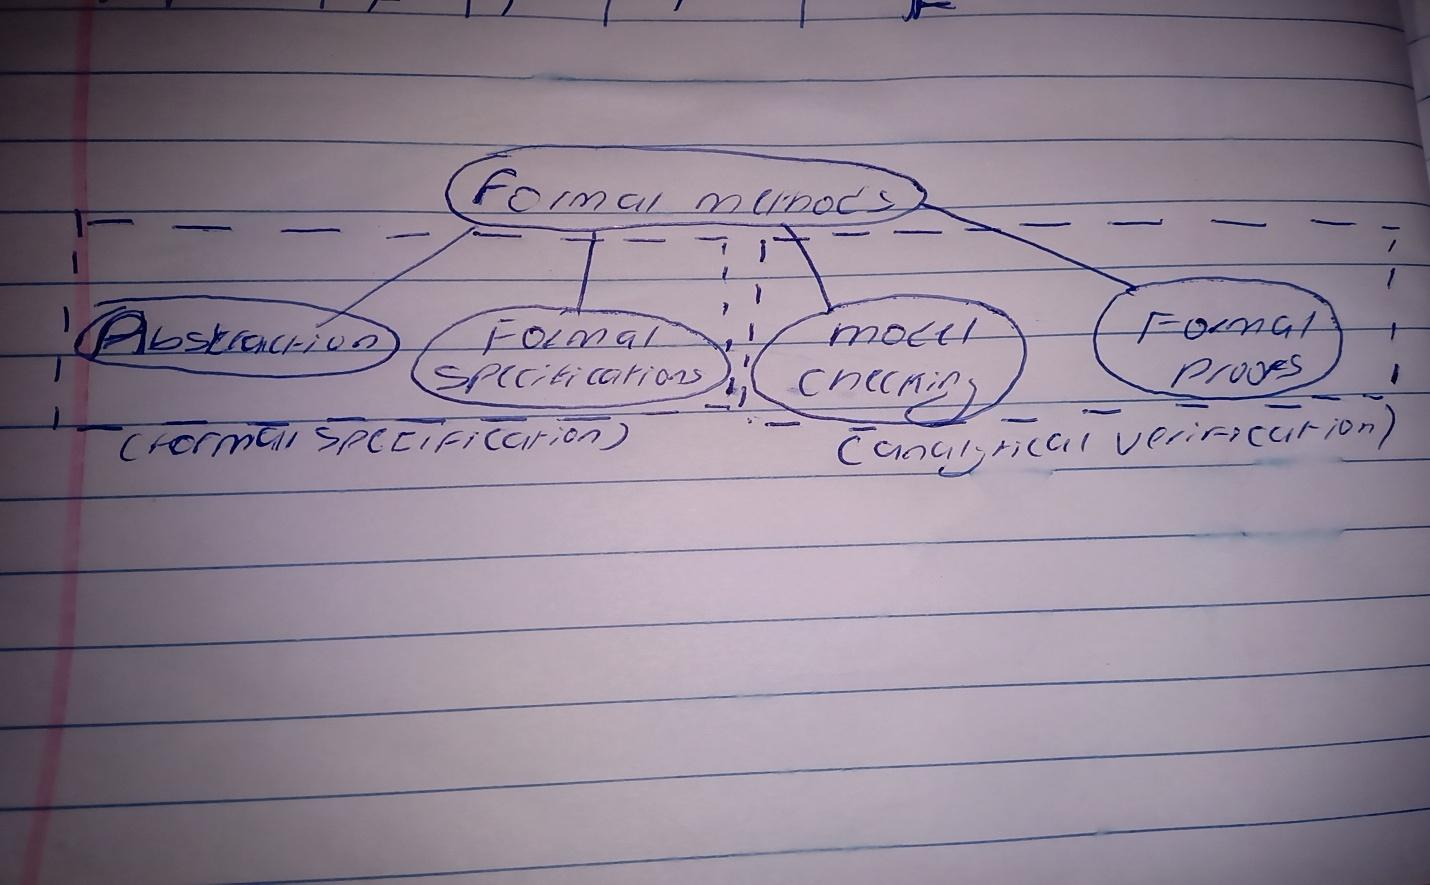 Formal methods
Abstraction
Formal
specifications
model
checking
Formal
proofs
(Formal specification)
(analytical verification)